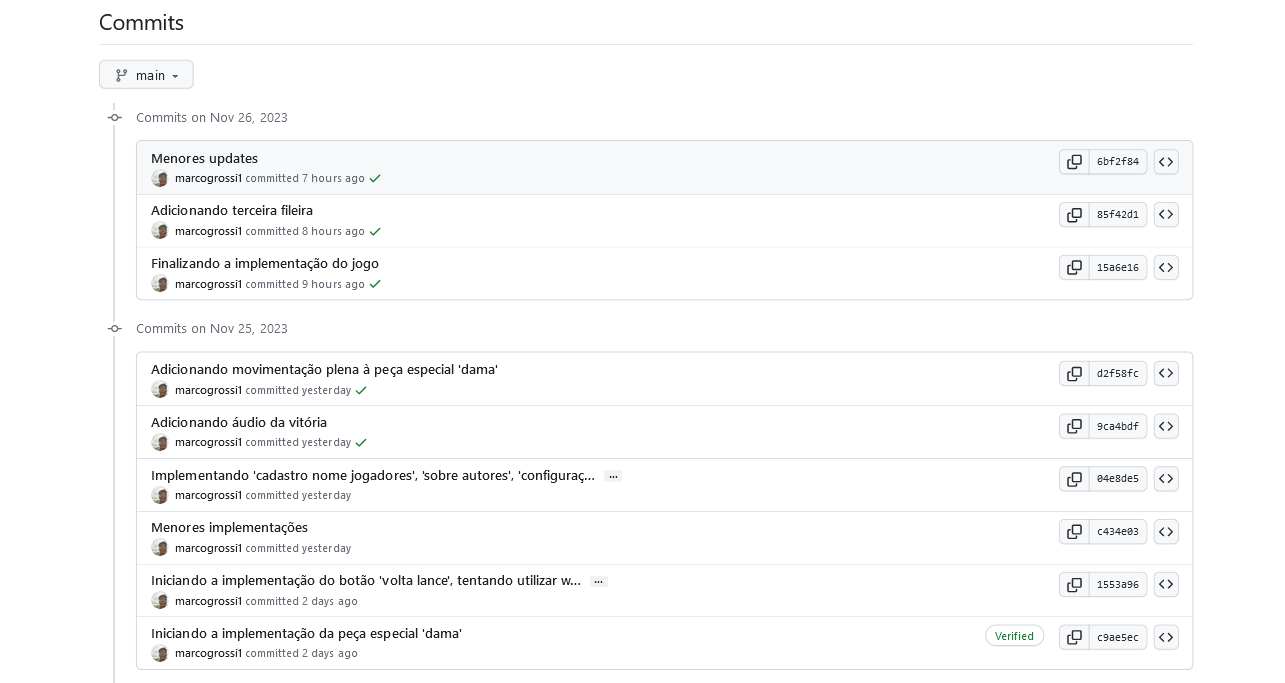 Commits
main
Commits on Nov 26, 2023
Menores updates
6bf2f84
marcogrossi1 committed 7 hours ago
Adicionando terceira fileira
85f42d1
marcogrossi1 committed 8 hours ago
Finalizando a implementação do jogo
15a6e16
marcogrossi1 committed 9 hours ago
Commits on Nov 25, 2023
Adicionando movimentação plena à peça especial 'dama'
d2f58fc
marcogrossi1 committed yesterday
Adicionando áudio da vitória
9ca4bdf
marcogrossi1 committed yesterday
Implementando 'cadastro nome jogadores', 'sobre autores', 'configuraç... ...
04e8de5
marcogrossi1 committed yesterday
Menores implementações
c434e03
marcogrossi1 committed yesterday
Iniciando a implementação do botão 'volta lance', tentando utilizar w... ...
1553a96
marcogrossi1 committed 2 days ago
Iniciando a implementação da peça especial 'dama'
Verified c9ae5ec
marcogrossi1 committed 2 days ago